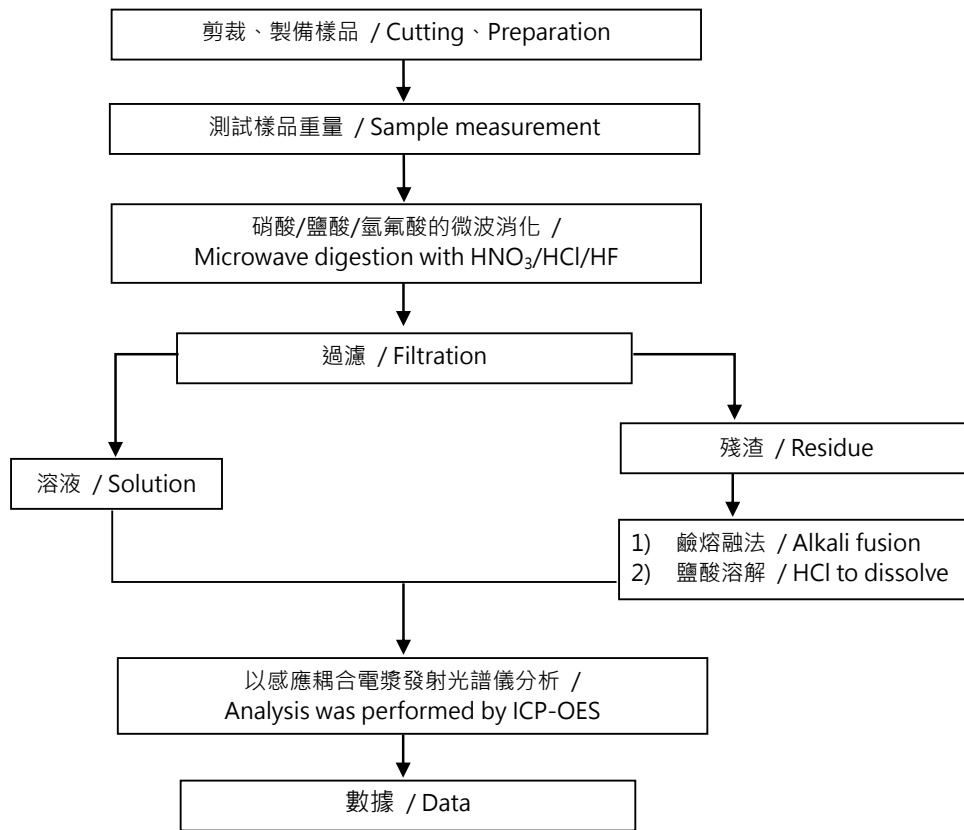 剪裁、製備樣品 / Cutting、Preparation
測試樣品重量 / Sample measurement
硝酸/鹽酸/氫氟酸的微波消化 /
Microwave digestion with HNO₃/HCl/HF
過濾 / Filtration
溶液 / Solution
殘渣 / Residue
1) 鹼熔融法 / Alkali fusion
2) 鹽酸溶解 / HCl to dissolve
以感應耦合電漿發射光譜儀分析 /
Analysis was performed by ICP-OES
數據 / Data